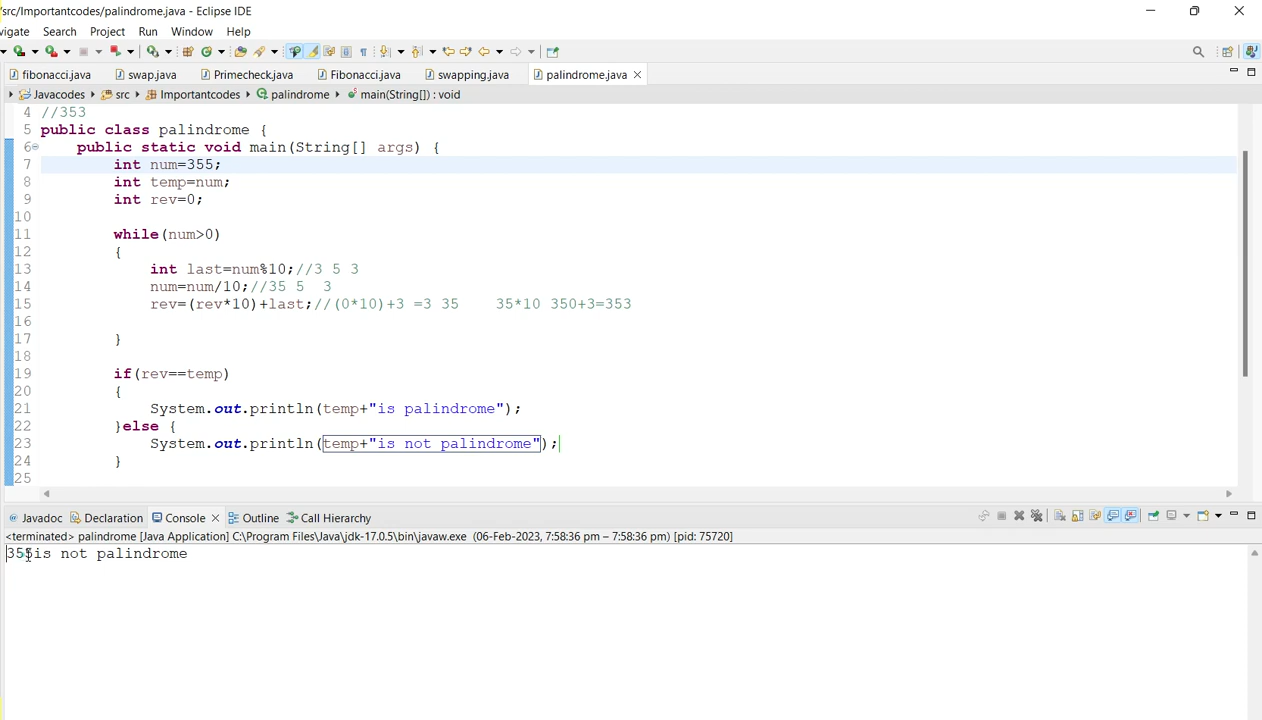 /src/Importantcodes/palindrome.java - Eclipse IDE
vigate Search Project Run Window Help
fibonacci.java swap.java Primecheck.java Fibonacci.java swapping.java palindrome.java
Javacodes src Importantcodes palindrome main(String[]) : void
4 //353
5 public class palindrome {
6 public static void main(String[] args) {
7 int num=355;
8 int temp=num;
9 int rev=0;
10
11 while(num>0)
12 {
13 int last=num%10;//3 5 3
14 num=num/10;//35 5 3
15 rev=(rev*10)+last;//(0*10)+3 =3 35 35*10 350+3=353
16
17 }
18
19 if(rev==temp)
20 {
21 System.out.println(temp+"is palindrome");
22 }else {
23 System.out.println(temp+"is not palindrome");
24 }
25
Javadoc Declaration Console Outline Call Hierarchy
<terminated> palindrome [Java Application] C:\Program Files\Java\jdk-17.0.5\bin\javaw.exe (06-Feb-2023, 7:58:36 pm – 7:58:36 pm) [pid: 75720]
355is not palindrome